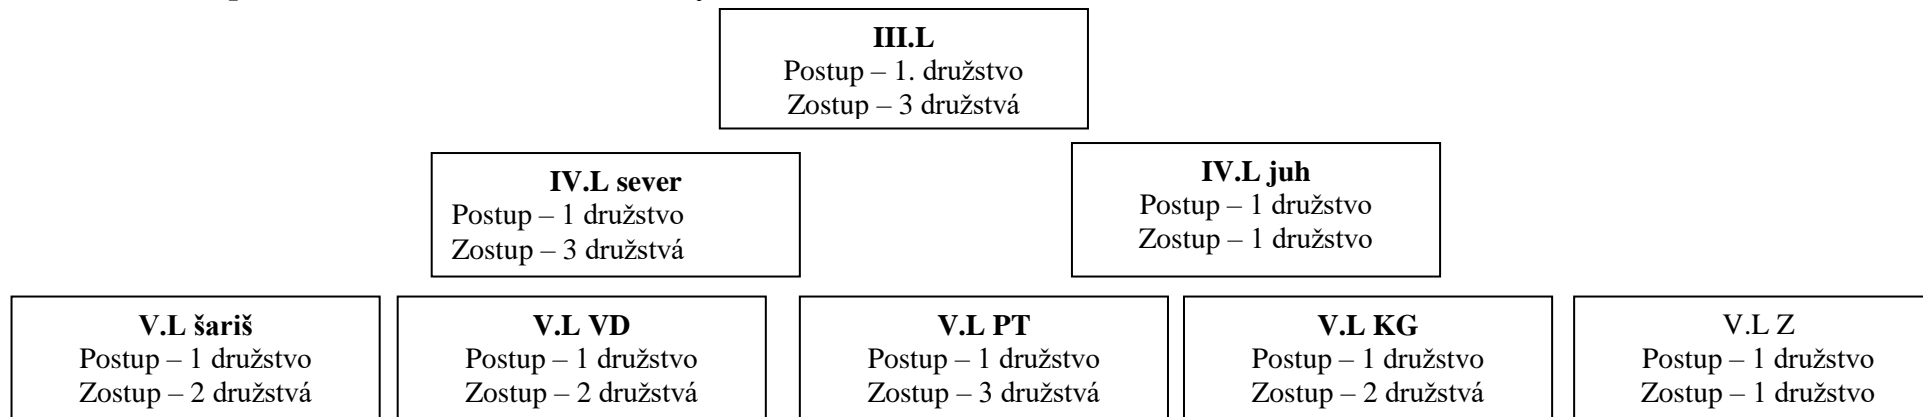 III.L
Postup – 1. družstvo
Zostup – 3 družstvá
IV.L sever
Postup – 1 družstvo
Zostup – 3 družstvá
IV.L juh
Postup – 1 družstvo
Zostup – 1 družstvo
V.L šariš
Postup – 1 družstvo
Zostup – 2 družstvá
V.L VD
Postup – 1 družstvo
Zostup – 2 družstvá
V.L PT
Postup – 1 družstvo
Zostup – 3 družstvá
V.L KG
Postup – 1 družstvo
Zostup – 2 družstvá
V.L Z
Postup – 1 družstvo
Zostup – 1 družstvo